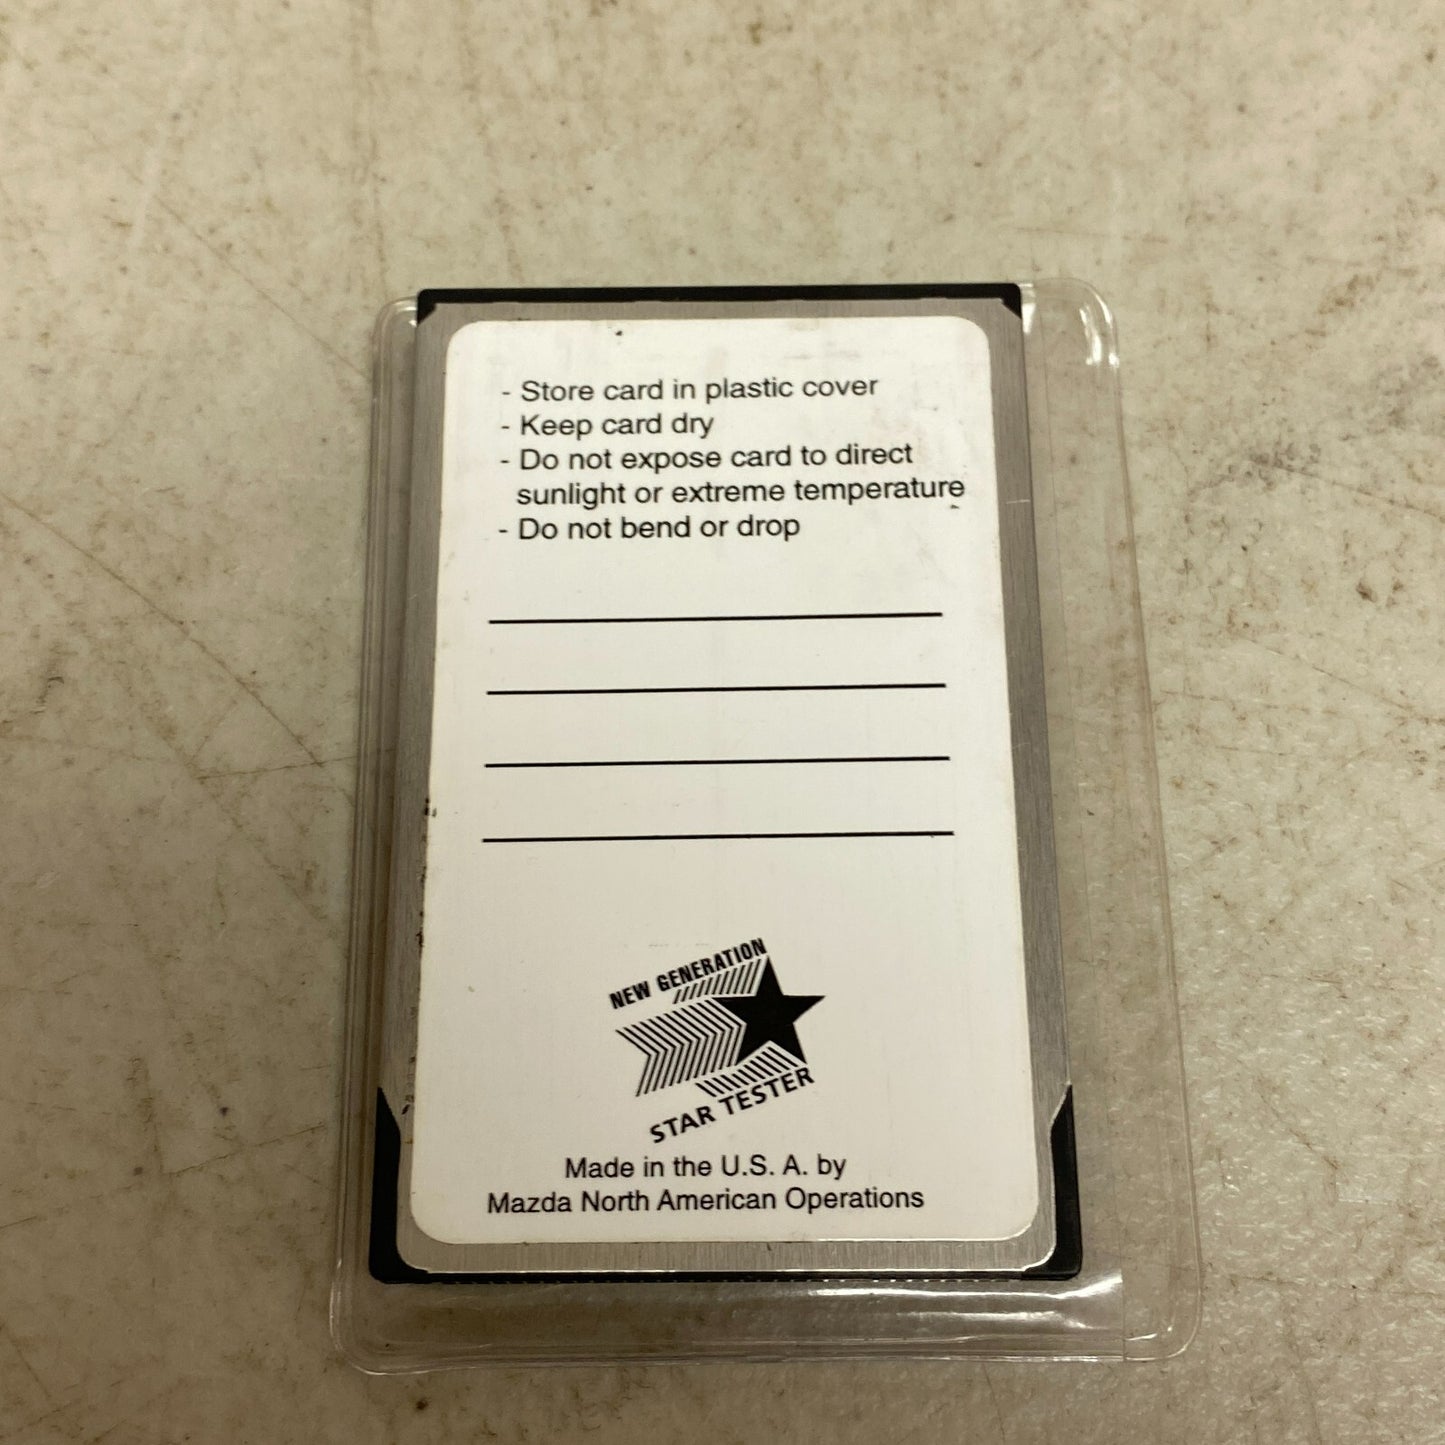 - Store card in plastic cover
- Keep card dry
- Do not expose card to direct
sunlight or extreme temperature
- Do not bend or drop
NEW GENERATION
STAR TESTER
Made in the U.S. A. by
Mazda North American Operations